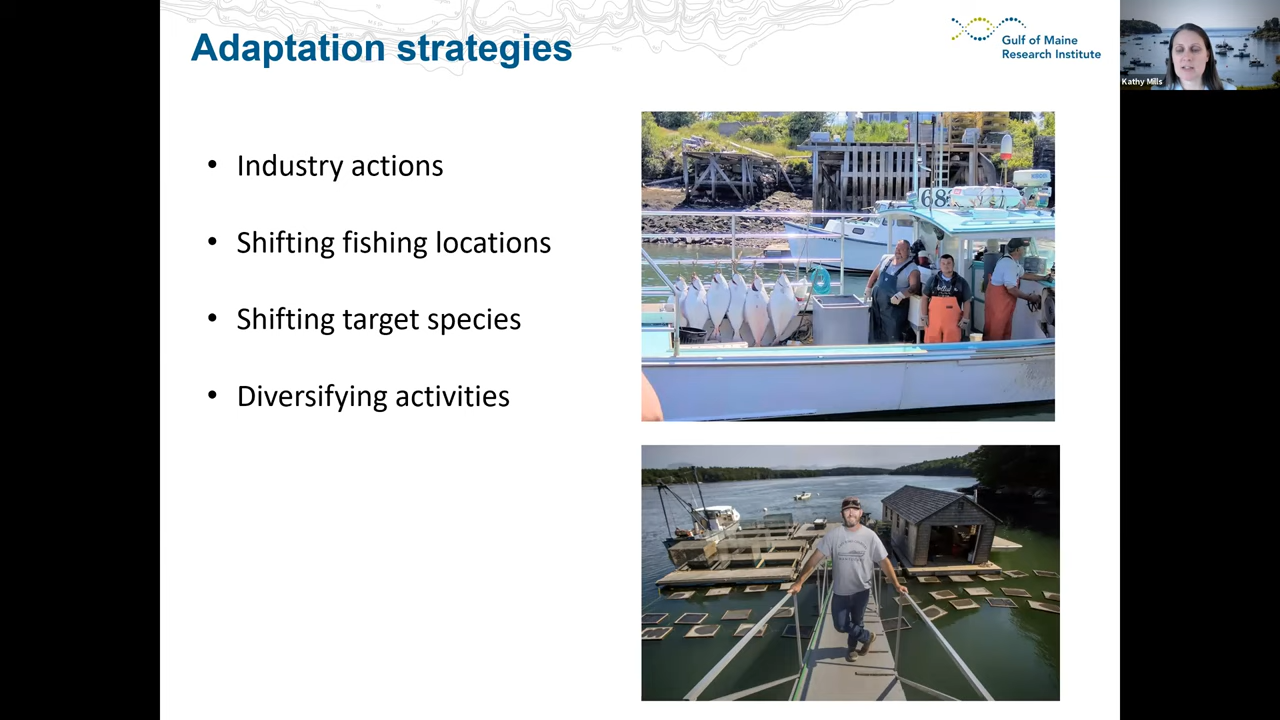 Adaptation strategies
Gulf of Maine
Research Institute
Kathy Mills
• Industry actions
• Shifting fishing locations
• Shifting target species
• Diversifying activities
68